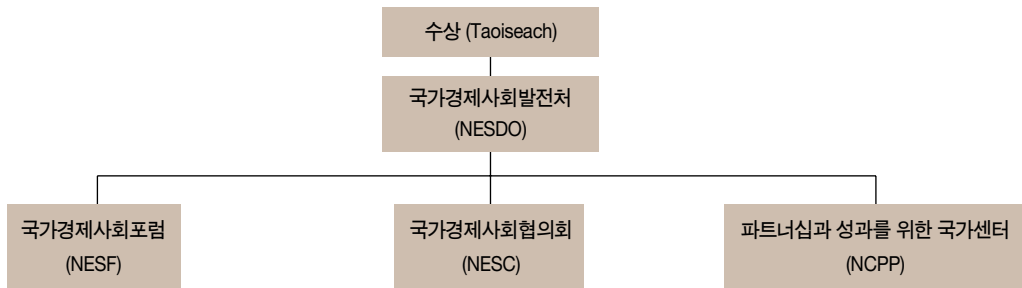 수상 (Taoiseach)
국가경제사회발전처
(NESDO)
국가경제사회포럼
(NESF)
국가경제사회협의회
(NESC)
파트너십과 성과를 위한 국가센터
(NCPP)